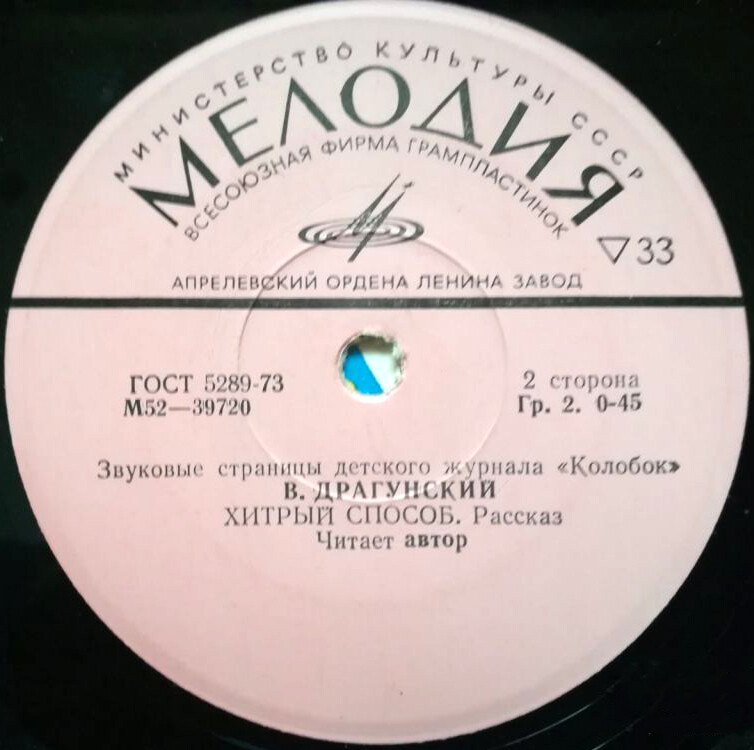 МИНИСТЕРСТВО КУЛЬТУРЫ СССР
МЕЛОДИЯ
ВСЕСОЮЗНАЯ ФИРМА ГРАМПЛАСТИНОК
▽33
АПРЕЛЕВСКИЙ ОРДЕНА ЛЕНИНА ЗАВОД
ГОСТ 5289-73 2 сторона
М52—39720 Гр. 2. 0-45
Звуковые страницы детского журнала «Колобок»
В. ДРАГУНСКИЙ
ХИТРЫЙ СПОСОБ. Рассказ
Читает автор